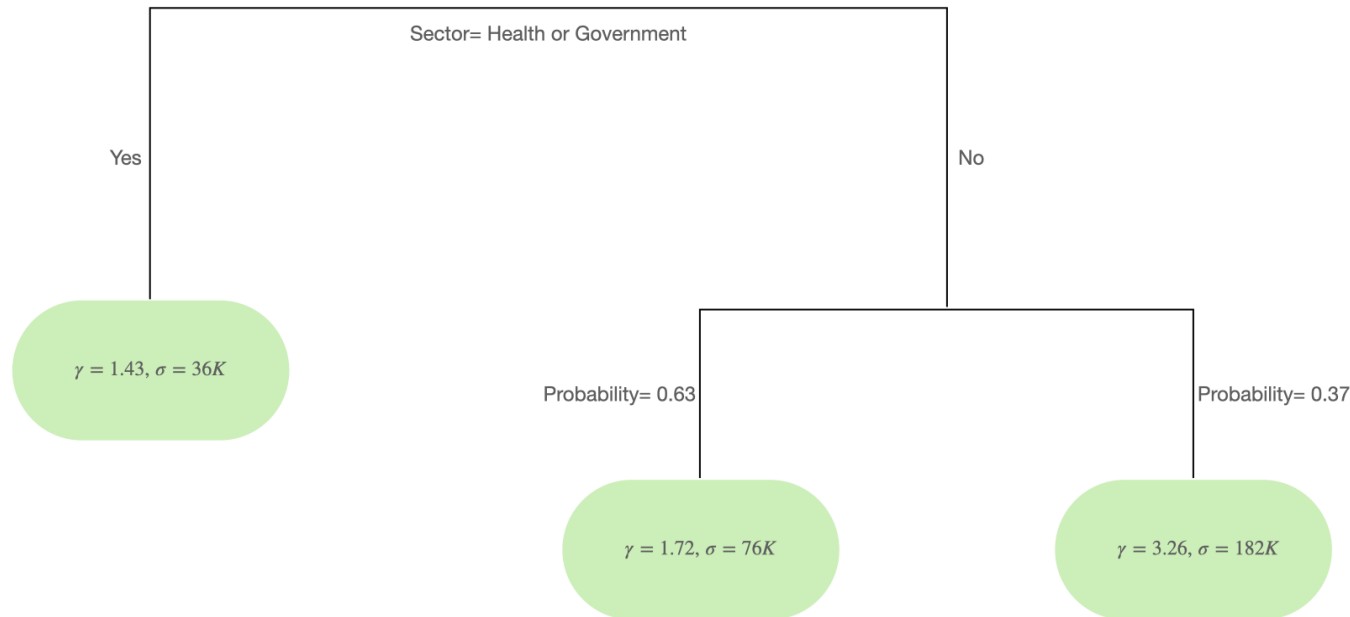 Sector= Health or Government
Yes
No
γ = 1.43, σ = 36K
Probability= 0.63
Probability= 0.37
γ = 1.72, σ = 76K
γ = 3.26, σ = 182K